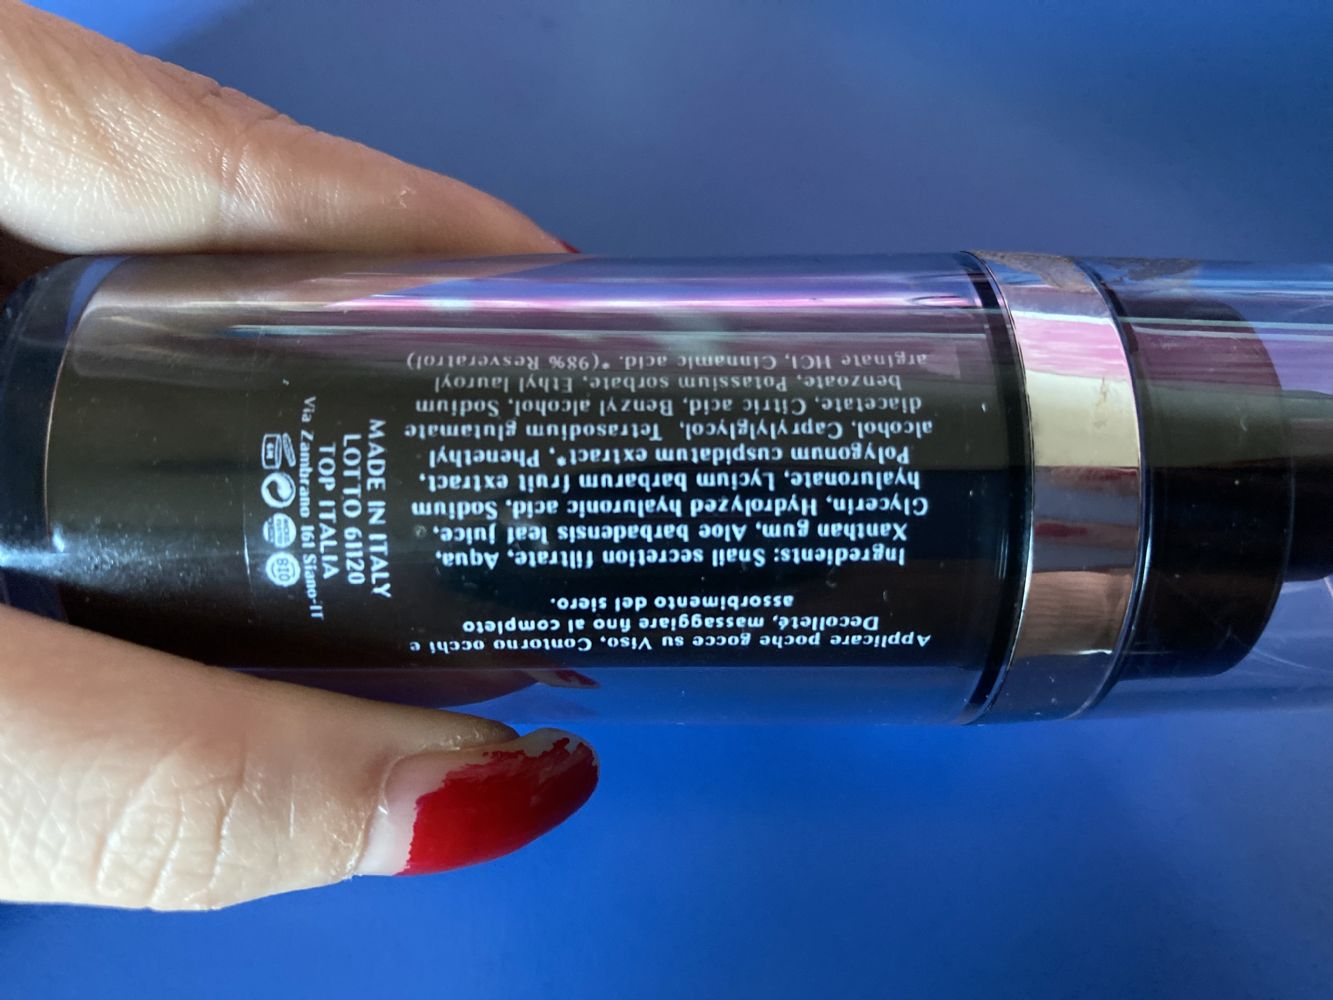 Applicare poche gocce su Viso, Contorno occhi e
Decolleté, massaggiare fino al completo
assorbimento del siero.
Ingredients: Snail secretion filtrate, Aqua,
Xanthan gum, Aloe barbadensis leaf juice,
Glycerin, Hydrolyzed hyaluronic acid, Sodium
hyaluronate, Lycium barbarum fruit extract,
Polygonum cuspidatum extract*, Phenethyl
alcohol, Caprylylglycol, Tetrasodium glutamate
diacetate, Citric acid, Benzyl alcohol, Sodium
benzoate, Potassium sorbate, Ethyl lauroyl
arginate HCl, Cinnamic acid. *(98% Resveratrol)
MADE IN ITALY
LOTTO 61120
TOP ITALIA
Via Zambrano 161 Siano-IT
BIO